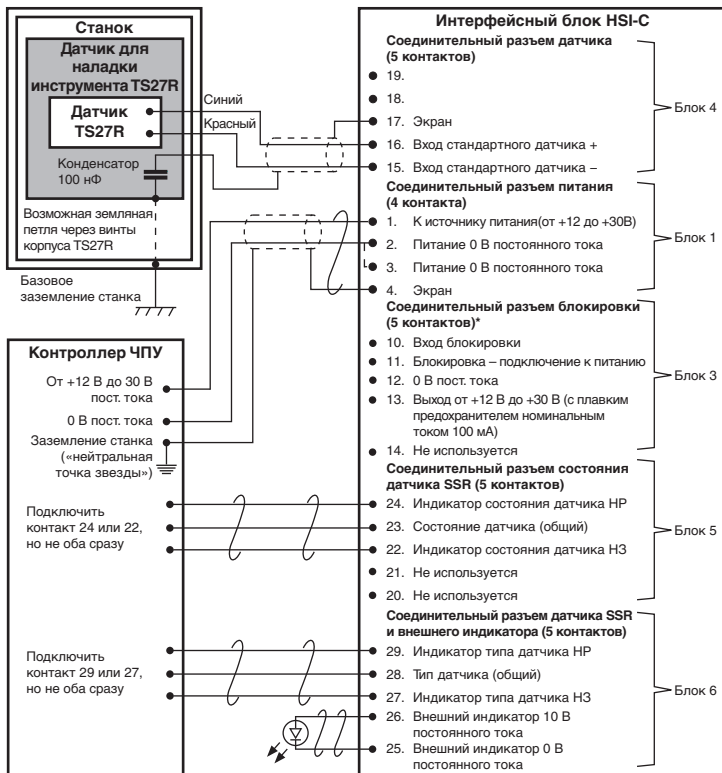 Станок
Датчик для
наладки
инструмента TS27R
Датчик
TS27R
Синий
Красный
Конденсатор
100 нФ
Возможная земляная
петля через винты
корпуса TS27R
Базовое
заземление станка
Контроллер ЧПУ
От +12 В до 30 В
пост. тока
0 В пост. тока
Заземление станка
(«нейтральная
точка звезды»)
Подключить
контакт 24 или 22,
но не оба сразу
Подключить
контакт 29 или 27,
но не оба сразу
Интерфейсный блок HSI-C
Соединительный разъем датчика
(5 контактов)
19.
18.
17. Экран
16. Вход стандартного датчика +
15. Вход стандартного датчика –
Блок 4
Соединительный разъем питания
(4 контакта)
1. К источнику питания(от +12 до +30В)
2. Питание 0 В постоянного тока
3. Питание 0 В постоянного тока
4. Экран
Блок 1
Соединительный разъем блокировки
(5 контактов)*
10. Вход блокировки
11. Блокировка – подключение к питанию
12. 0 В пост. тока
13. Выход от +12 В до +30 В (с плавким
предохранителем номинальным
током 100 мА)
14. Не используется
Блок 3
Соединительный разъем состояния
датчика SSR (5 контактов)
24. Индикатор состояния датчика НР
23. Состояние датчика (общий)
22. Индикатор состояния датчика НЗ
21. Не используется
20. Не используется
Блок 5
Соединительный разъем датчика SSR
и внешнего индикатора (5 контактов)
29. Индикатор типа датчика НР
28. Тип датчика (общий)
27. Индикатор типа датчика НЗ
26. Внешний индикатор 10 В
постоянного тока
25. Внешний индикатор 0 В
постоянного тока
Блок 6